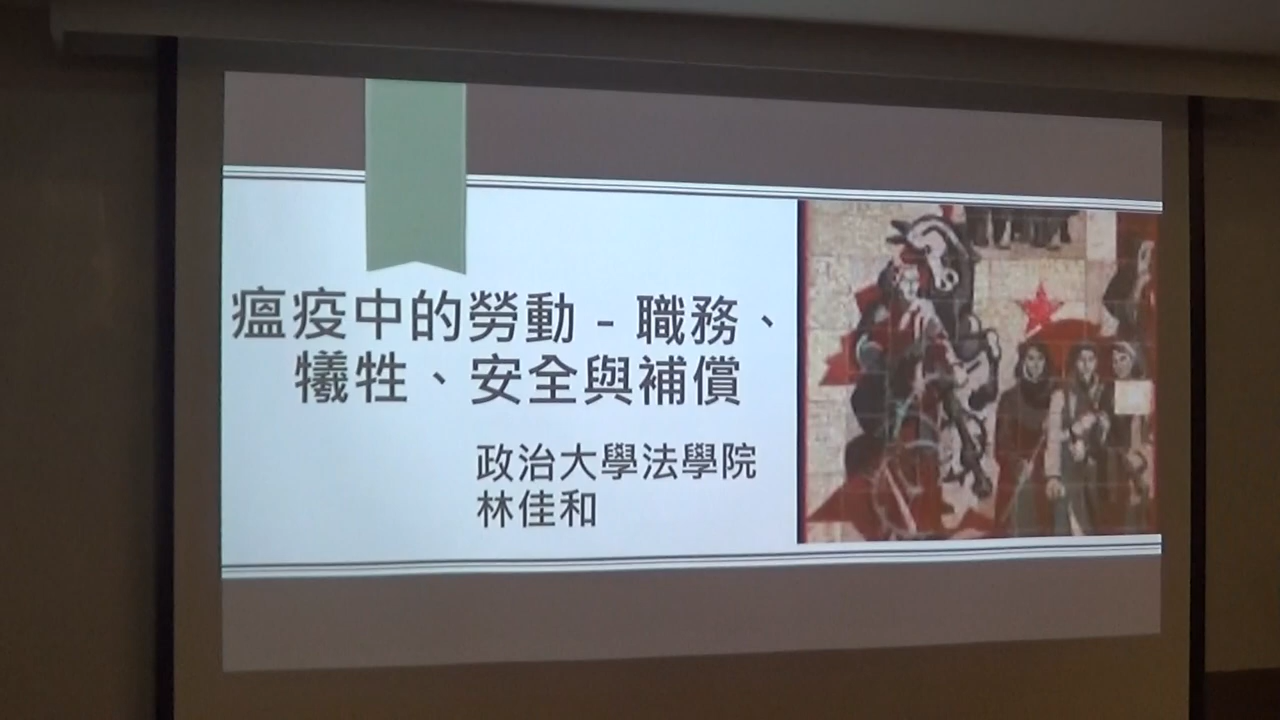 瘟疫中的勞動 - 職務、
犧牲、安全與補償
政治大學法學院
林佳和